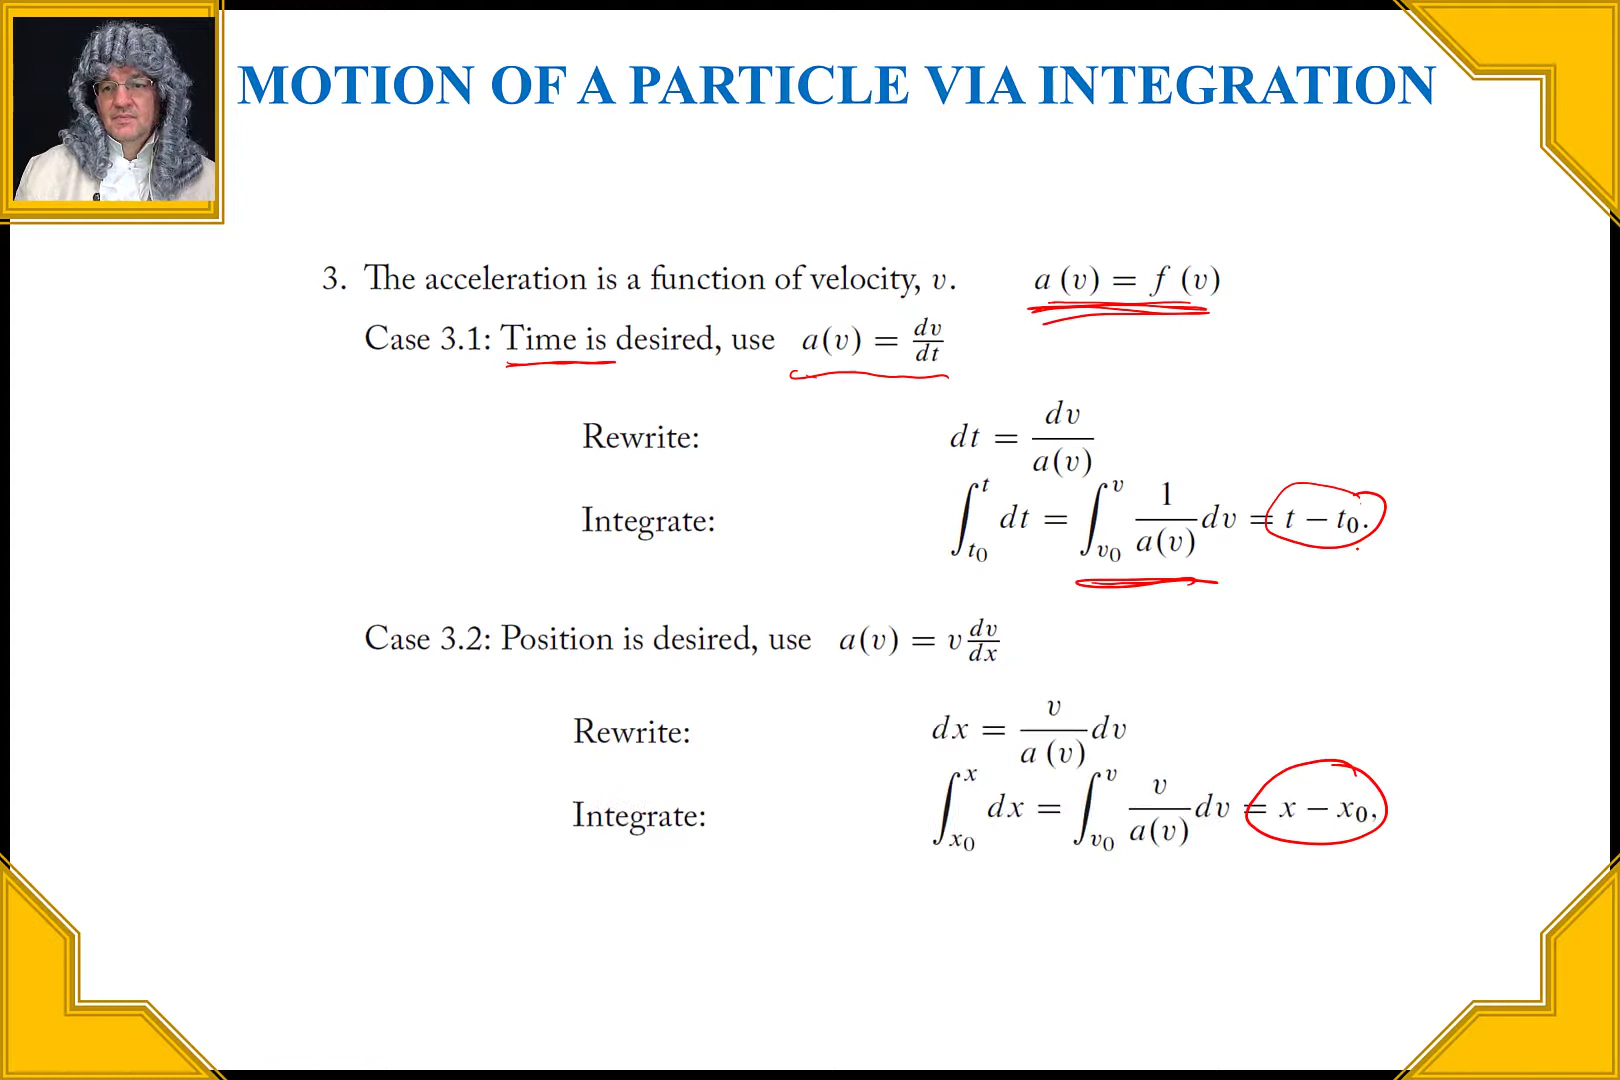 MOTION OF A PARTICLE VIA INTEGRATION
3. The acceleration is a function of velocity, v. a (v) = f (v)
Case 3.1: Time is desired, use a(v) = dv/dt
Rewrite: dt = dv/a(v)
Integrate: ∫_{t₀}^{t} dt = ∫_{v₀}^{v} 1/a(v) dv = t − t₀.
Case 3.2: Position is desired, use a(v) = v dv/dx
Rewrite: dx = v/a (v) dv
Integrate: ∫_{x₀}^{x} dx = ∫_{v₀}^{v} v/a(v) dv = x − x₀,